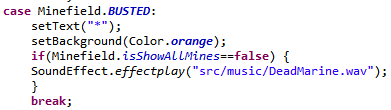 case Minefield.BUSTED:
setText("*");
setBackground(Color.orange);
if(Minefield.isShowAllMines==false) {
SoundEffect.effectplay("src/music/DeadMarine.wav");
}
break;